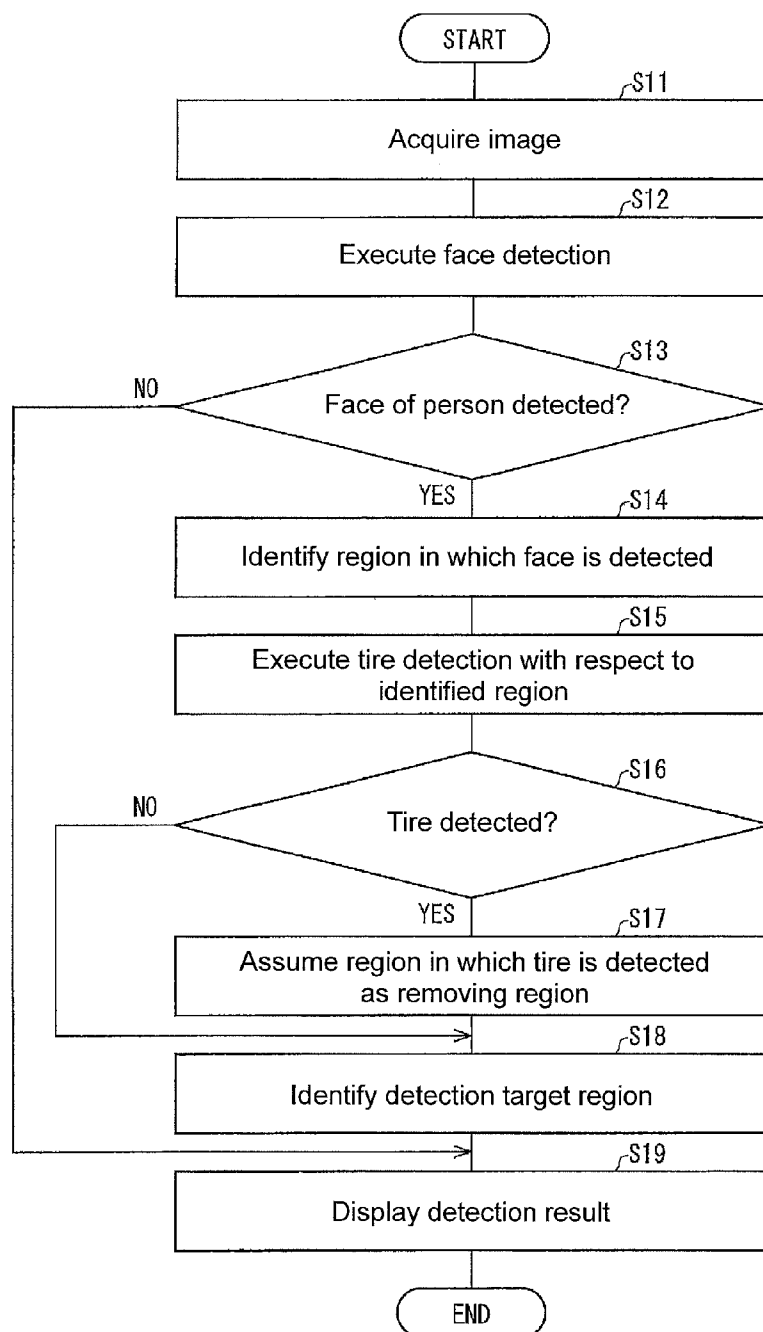 START
S11
Acquire image
S12
Execute face detection
S13
NO
Face of person detected?
YES
S14
Identify region in which face is detected
S15
Execute tire detection with respect to
identified region
S16
NO
Tire detected?
YES
S17
Assume region in which tire is detected
as removing region
S18
Identify detection target region
S19
Display detection result
END